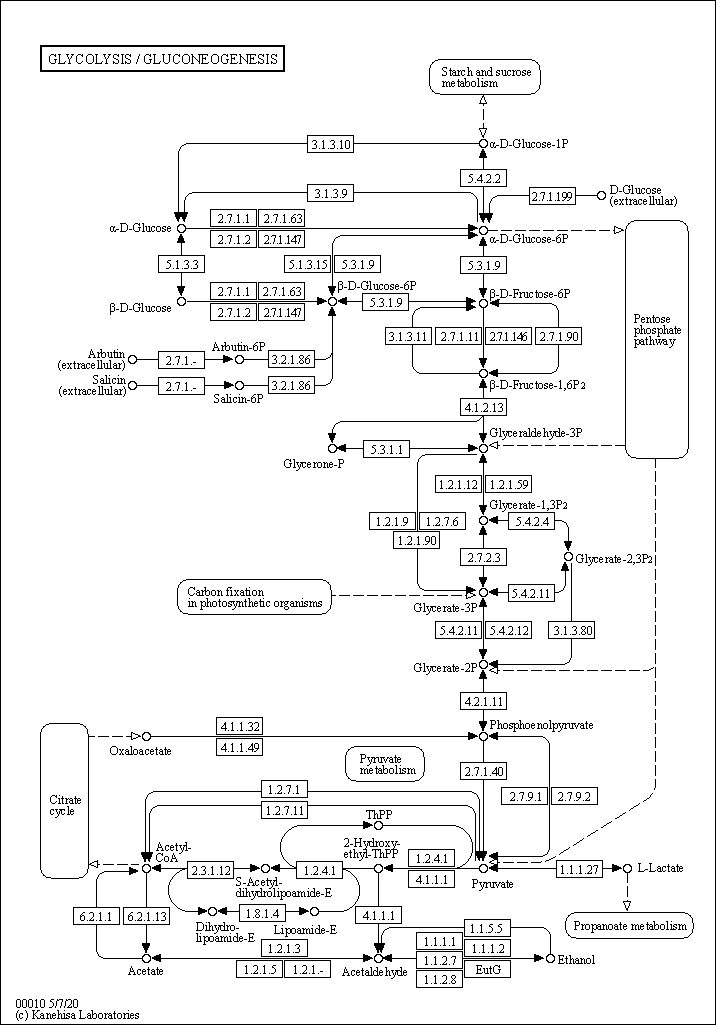 GLYCOLYSIS / GLUCONEOGENESIS
Starch and sucrose
metabolism
3.1.3.10
α-D-Glucose-1P
5.4.2.2
3.1.3.9
2.7.1.199
D-Glucose
(extracellular)
α-D-Glucose
2.7.1.1
2.7.1.63
2.7.1.2
2.7.1.147
α-D-Glucose-6P
5.1.3.3
5.1.3.15
5.3.1.9
5.3.1.9
β-D-Glucose
2.7.1.1
2.7.1.63
2.7.1.2
2.7.1.147
β-D-Glucose-6P
5.3.1.9
β-D-Fructose-6P
Pentose
phosphate
pathway
3.1.3.11
2.7.1.11
2.7.1.146
2.7.1.90
Arbutin
(extracellular)
2.7.1.-
Arbutin-6P
3.2.1.86
Salicin
(extracellular)
2.7.1.-
Salicin-6P
3.2.1.86
β-D-Fructose-1,6P2
4.1.2.13
Glyceraldehyde-3P
Glycerone-P
5.3.1.1
1.2.1.12
1.2.1.59
Glycerate-1,3P2
1.2.1.9
1.2.7.6
1.2.1.90
5.4.2.4
2.7.2.3
Glycerate-2,3P2
Carbon fixation
in photosynthetic organisms
Glycerate-3P
5.4.2.11
5.4.2.11
5.4.2.12
3.1.3.80
Glycerate-2P
4.2.1.11
Oxaloacetate
4.1.1.32
4.1.1.49
Phosphoenolpyruvate
Pyruvate
metabolism
2.7.1.40
Citrate
cycle
1.2.7.1
1.2.7.11
2.7.9.1
2.7.9.2
ThPP
Acetyl-
CoA
2.3.1.12
S-Acetyl-
dihydrolipoamide-E
1.2.4.1
2-Hydroxy-
ethyl-ThPP
1.2.4.1
4.1.1.1
Pyruvate
1.1.1.27
L-Lactate
6.2.1.1
6.2.1.13
Dihydro-
lipoamide-E
1.8.1.4
Lipoamide-E
4.1.1.1
Propanoate metabolism
Acetate
1.2.1.3
1.2.1.5
1.2.1.-
Acetaldehyde
1.1.5.5
1.1.1.1
1.1.1.2
1.1.2.7
1.1.2.8
EutG
Ethanol
00010 5/7/20
(c) Kanehisa Laboratories